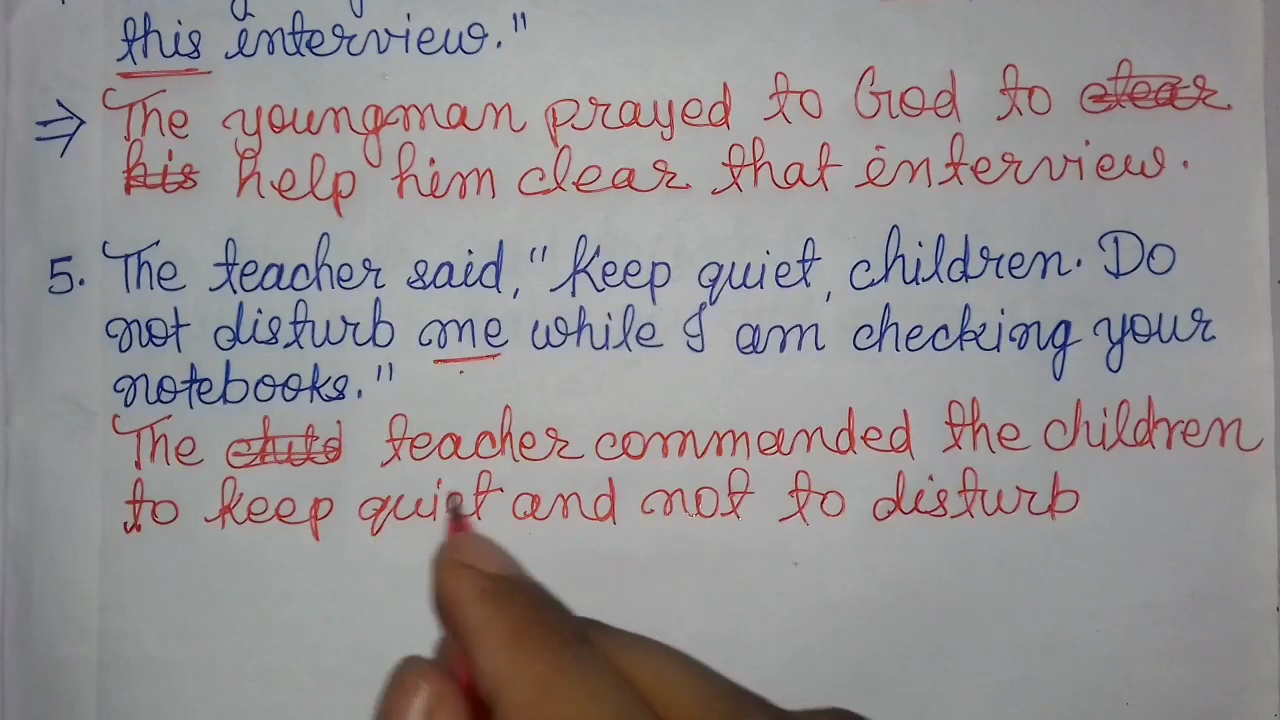 this interview."
⇒ The youngman prayed to God to clear
his help him clear that interview.
5. The teacher said, "Keep quiet, children. Do
not disturb me while I am checking your
notebooks."
The teacher commanded the children
to keep quiet and not to disturb